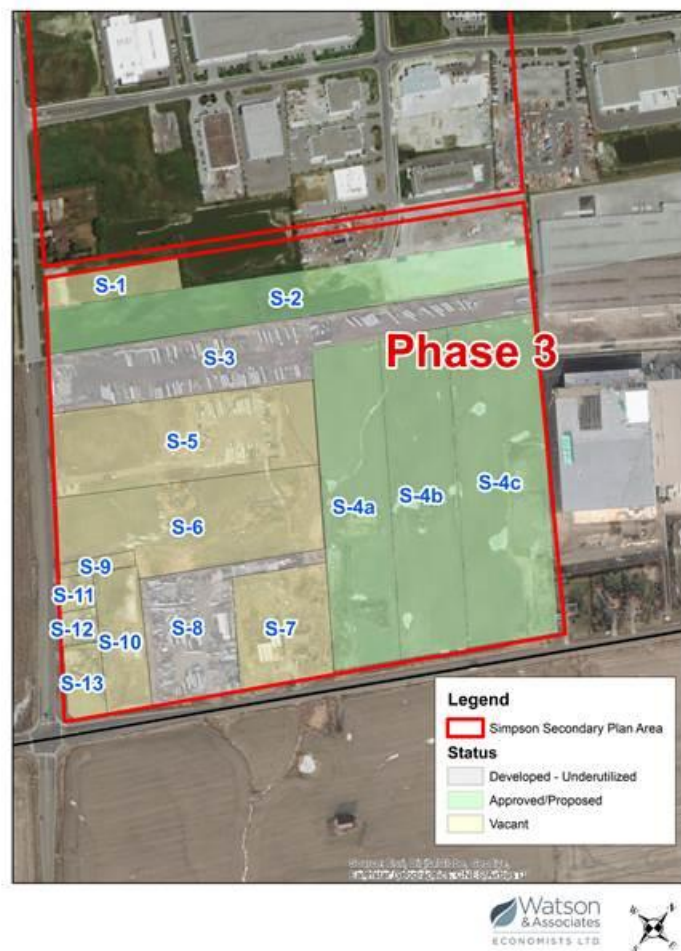 S-1
S-2
S-3
Phase 3
S-5
S-4a
S-4b
S-4c
S-6
S-9
S-11
S-12
S-10
S-8
S-7
S-13
Legend
Simpson Secondary Plan Area
Status
Developed - Underutilized
Approved/Proposed
Vacant
Watson
& Associates
ECONOMISTS LTD.